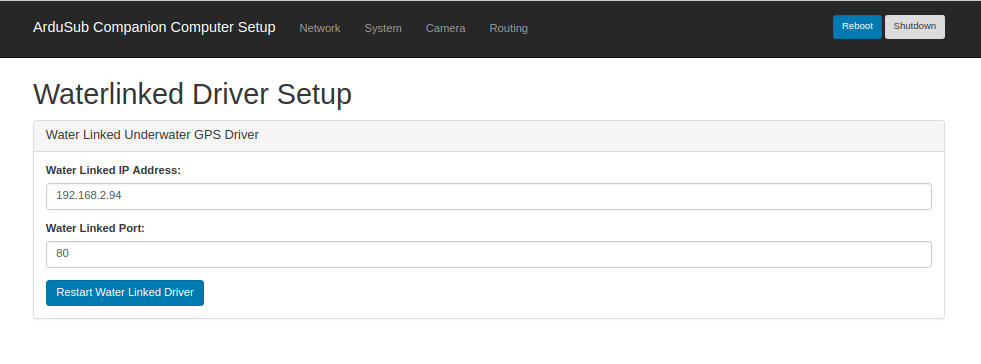 ArduSub Companion Computer Setup Network System Camera Routing Reboot Shutdown
Waterlinked Driver Setup
Water Linked Underwater GPS Driver
Water Linked IP Address:
192.168.2.94
Water Linked Port:
80
Restart Water Linked Driver